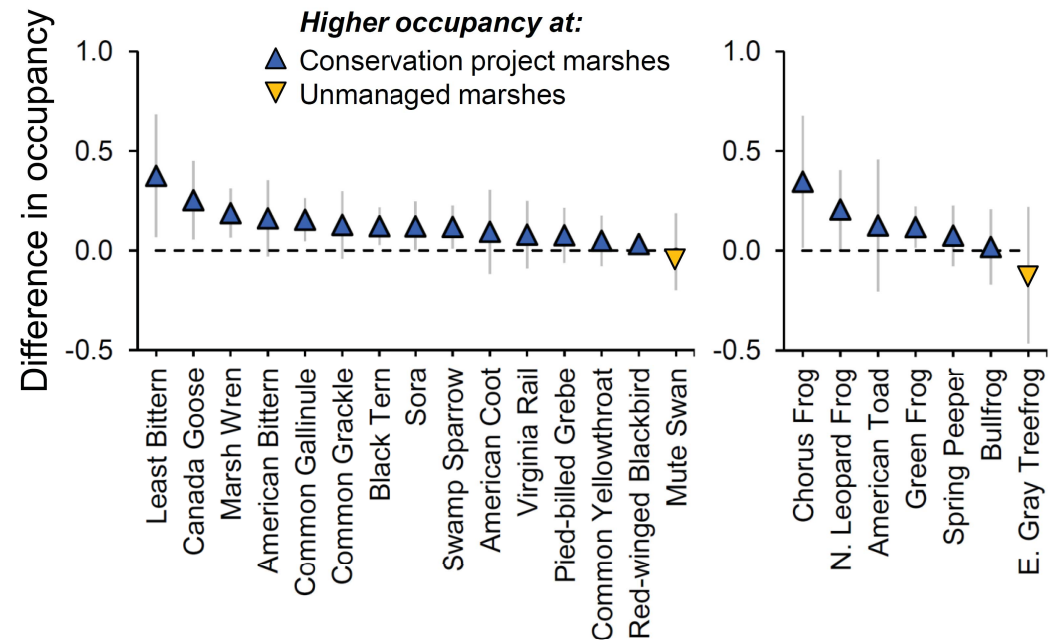 Higher occupancy at:
Conservation project marshes
Unmanaged marshes
Difference in occupancy
1.0
0.5
0.0
-0.5
1.0
0.5
0.0
-0.5
Least Bittern
Canada Goose
Marsh Wren
American Bittern
Common Gallinule
Common Grackle
Black Tern
Sora
Swamp Sparrow
American Coot
Virginia Rail
Pied-billed Grebe
Common Yellowthroat
Red-winged Blackbird
Mute Swan
Chorus Frog
N. Leopard Frog
American Toad
Green Frog
Spring Peeper
Bullfrog
E. Gray Treefrog